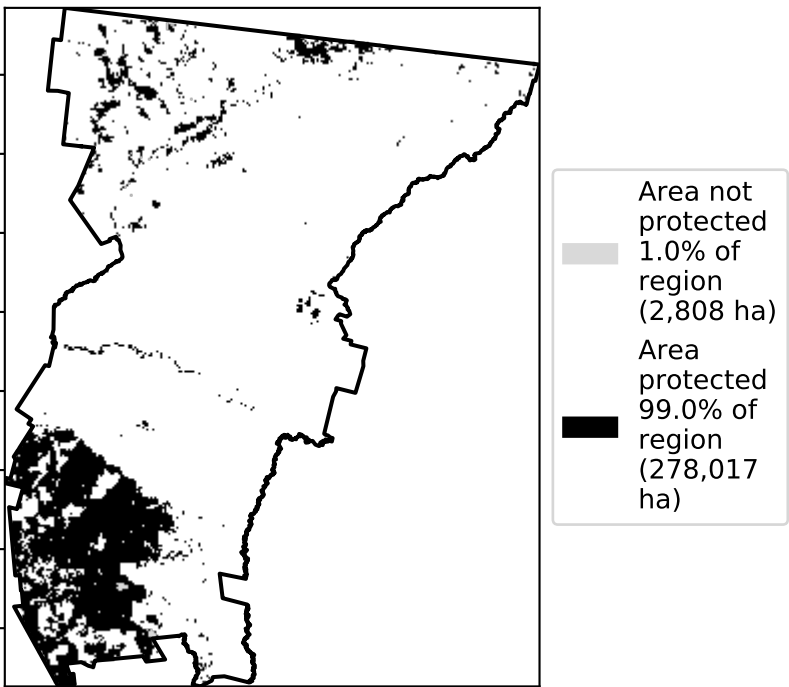 Area not
protected
1.0% of
region
(2,808 ha)
Area
protected
99.0% of
region
(278,017
ha)